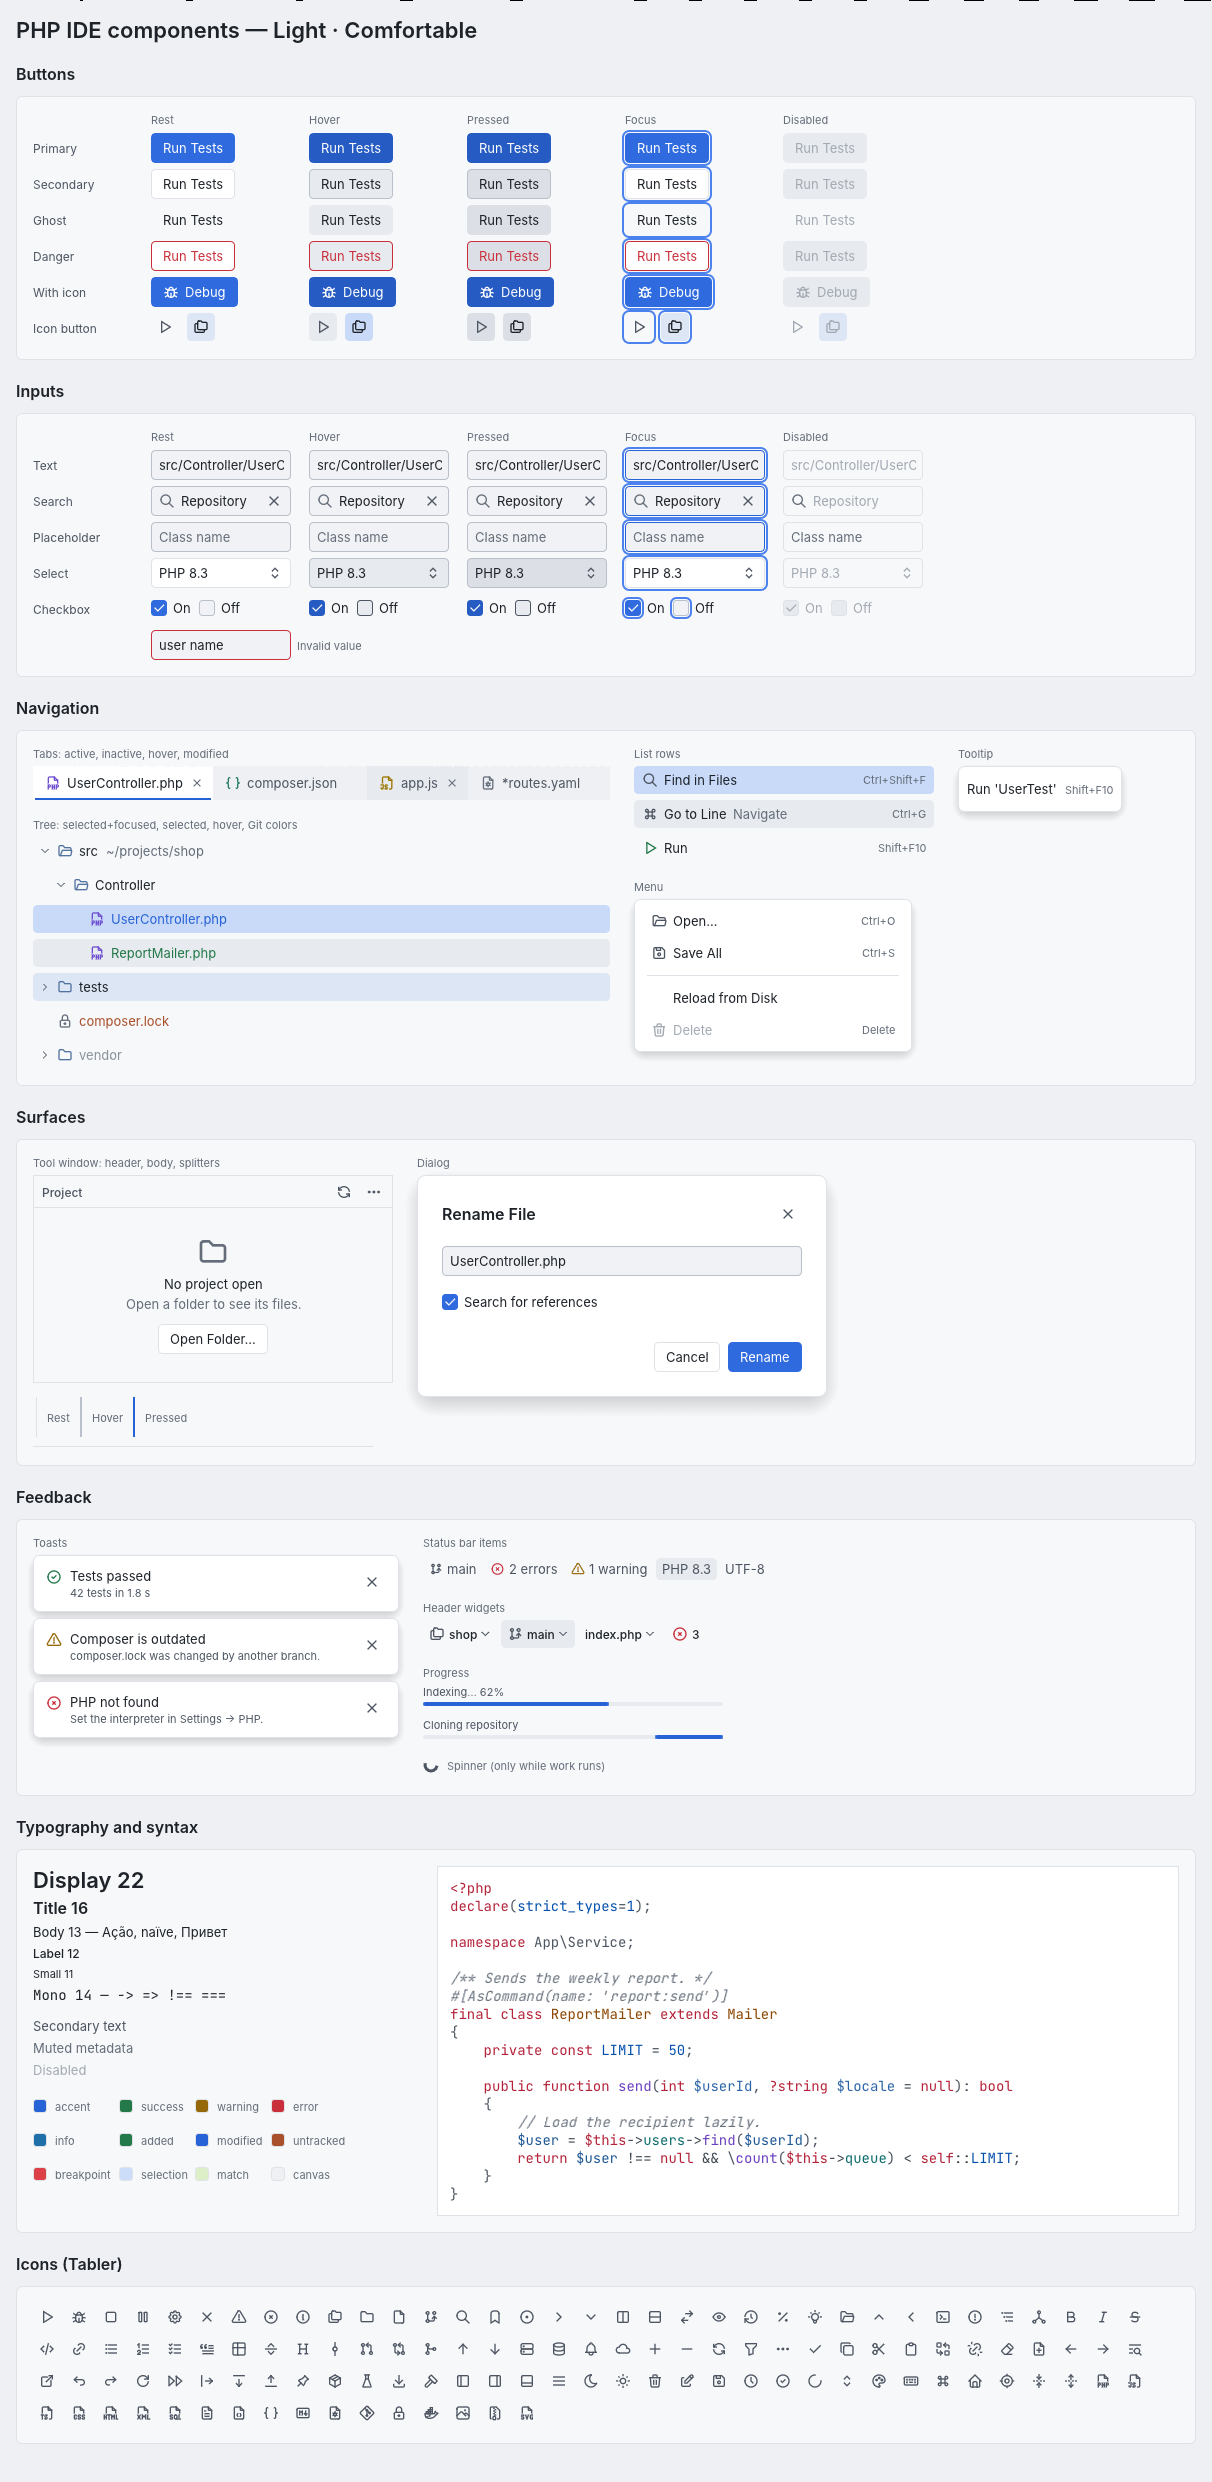 PHP IDE components — Light · Comfortable
Buttons
Rest Hover Pressed Focus Disabled
Primary Run Tests Run Tests Run Tests Run Tests Run Tests
Secondary Run Tests Run Tests Run Tests Run Tests Run Tests
Ghost Run Tests Run Tests Run Tests Run Tests Run Tests
Danger Run Tests Run Tests Run Tests Run Tests Run Tests
With icon Debug Debug Debug Debug Debug
Icon button
Inputs
Rest Hover Pressed Focus Disabled
Text src/Controller/UserC src/Controller/UserC src/Controller/UserC src/Controller/UserC src/Controller/UserC
Search Repository Repository Repository Repository Repository
Placeholder Class name Class name Class name Class name Class name
Select PHP 8.3 PHP 8.3 PHP 8.3 PHP 8.3 PHP 8.3
Checkbox On Off On Off On Off On Off On Off
user name Invalid value
Navigation
Tabs: active, inactive, hover, modified
UserController.php composer.json app.js *routes.yaml
Tree: selected+focused, selected, hover, Git colors
src ~/projects/shop
Controller
UserController.php
ReportMailer.php
tests
composer.lock
vendor
List rows
Find in Files Ctrl+Shift+F
Go to Line Navigate Ctrl+G
Run Shift+F10
Menu
Open... Ctrl+O
Save All Ctrl+S
Reload from Disk
Delete Delete
Tooltip
Run 'UserTest' Shift+F10
Surfaces
Tool window: header, body, splitters
Project
No project open
Open a folder to see its files.
Open Folder...
Rest Hover Pressed
Dialog
Rename File
UserController.php
Search for references
Cancel Rename
Feedback
Toasts
Tests passed
42 tests in 1.8 s
Composer is outdated
composer.lock was changed by another branch.
PHP not found
Set the interpreter in Settings → PHP.
Status bar items
main 2 errors 1 warning PHP 8.3 UTF-8
Header widgets
shop main index.php 3
Progress
Indexing... 62%
Cloning repository
Spinner (only while work runs)
Typography and syntax
Display 22
Title 16
Body 13 — Ação, naïve, Привет
Label 12
Small 11
Mono 14 — -> => !== ===
Secondary text
Muted metadata
Disabled
accent success warning error
info added modified untracked
breakpoint selection match canvas
<?php
declare(strict_types=1);
namespace App\Service;
/** Sends the weekly report. */
#[AsCommand(name: 'report:send')]
final class ReportMailer extends Mailer
{
private const LIMIT = 50;
public function send(int $userId, ?string $locale = null): bool
{
// Load the recipient lazily.
$user = $this->users->find($userId);
return $user !== null && \count($this->queue) < self::LIMIT;
}
}
Icons (Tabler)